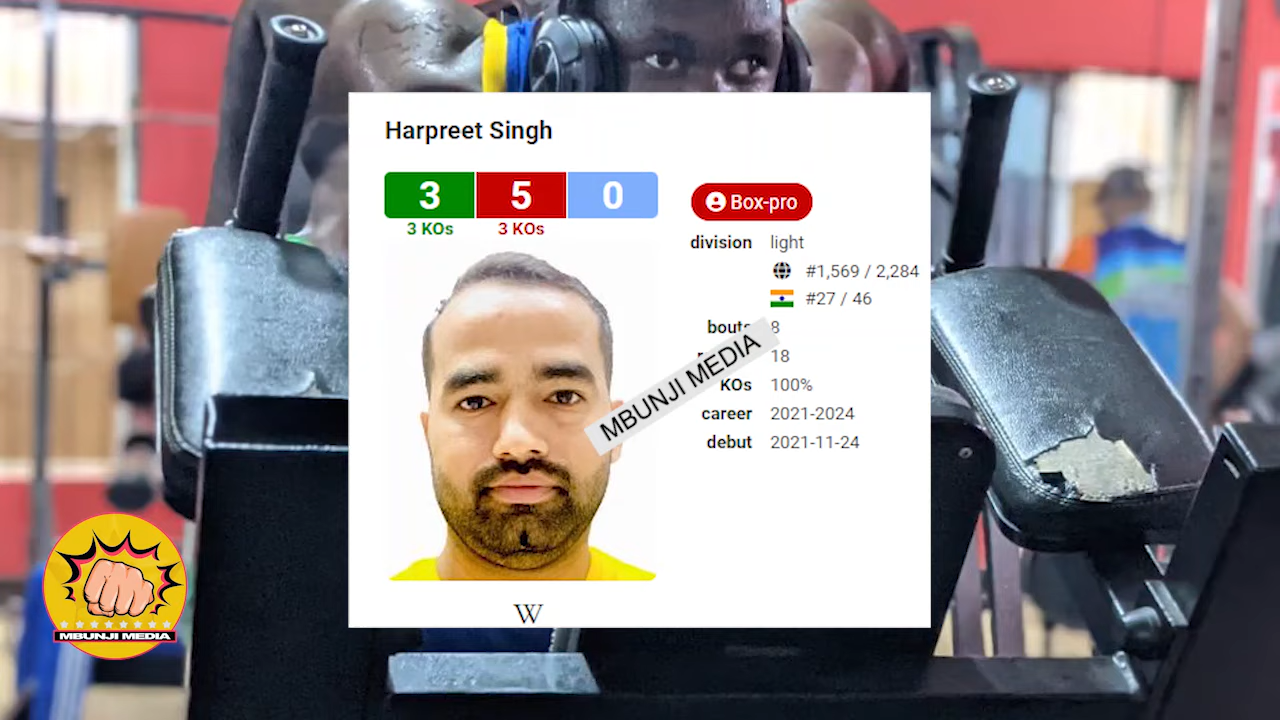 Harpreet Singh
3 5 0
3 KOs 3 KOs
Box-pro
division light
#1,569 / 2,284
#27 / 46
bouts 8
18
KOs 100%
career 2021-2024
debut 2021-11-24
MBUNJI MEDIA
W
MBUNJI MEDIA